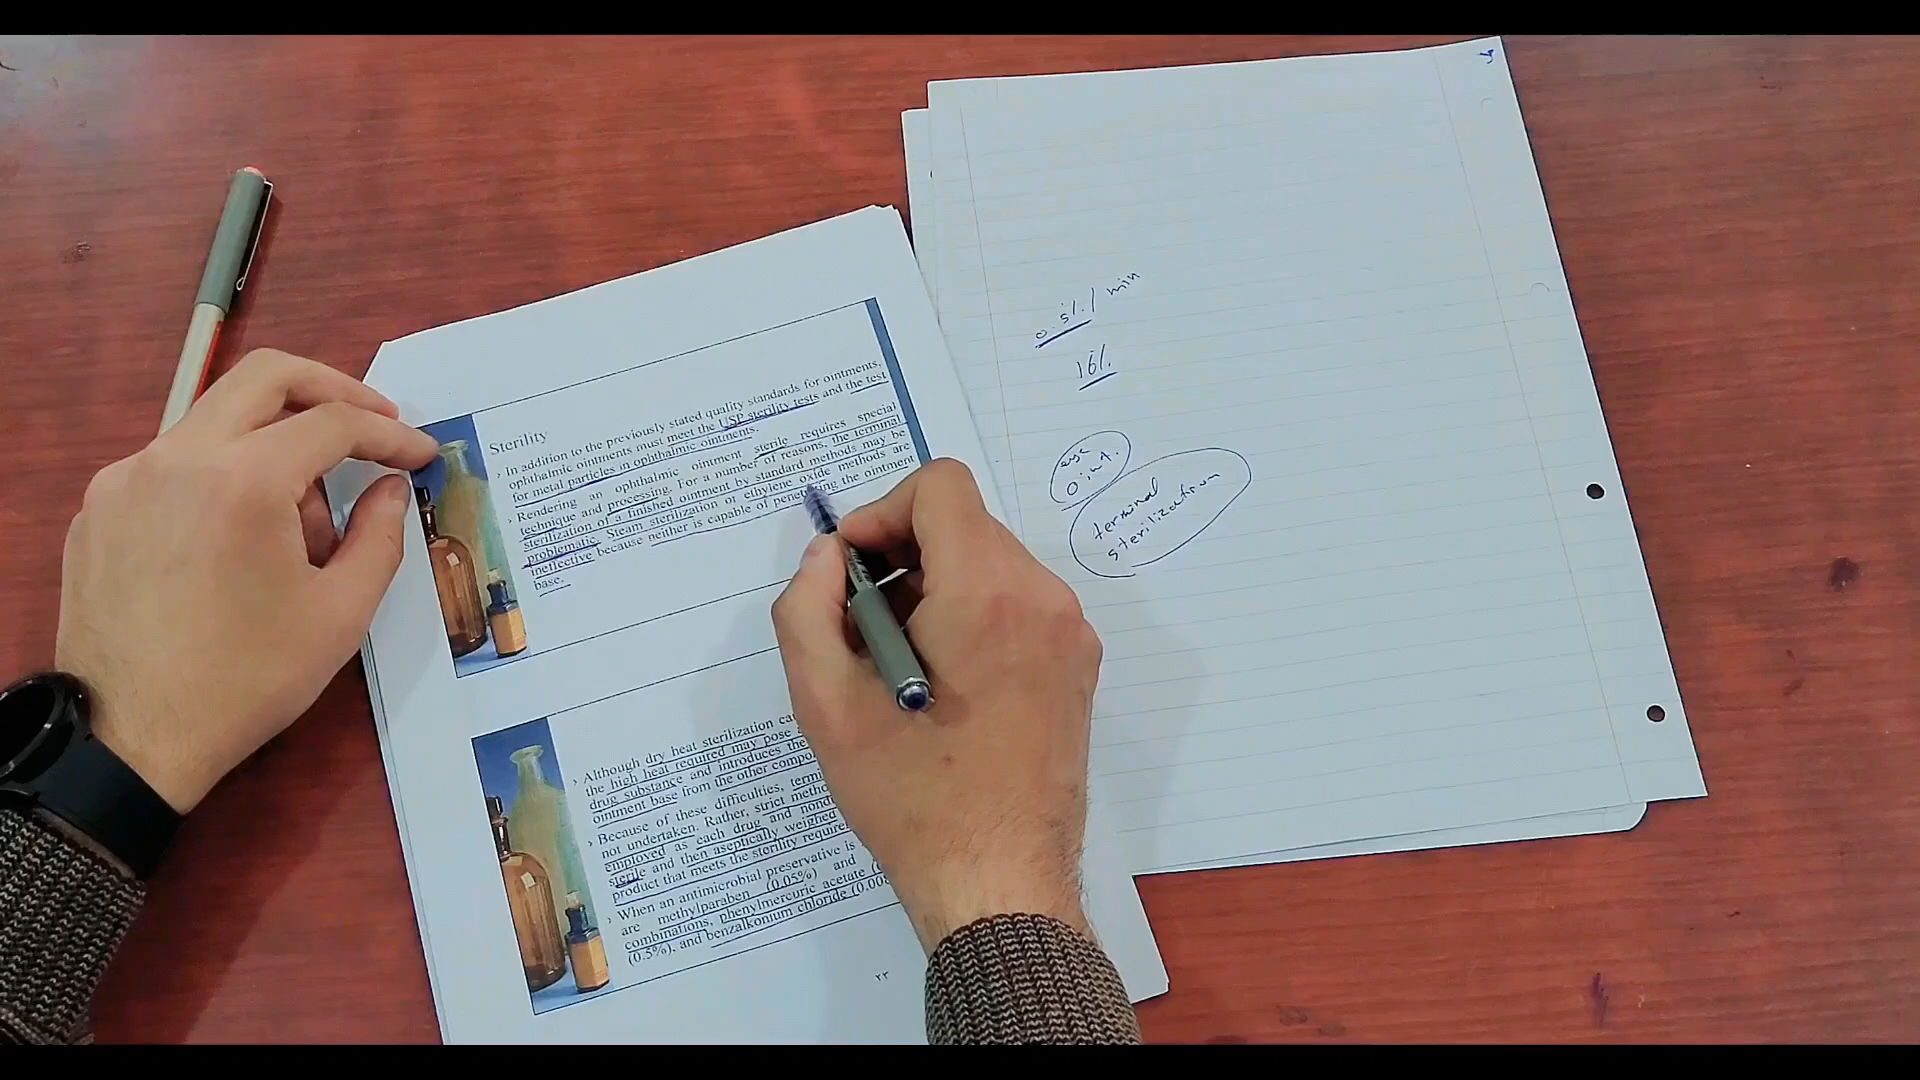 Sterility
› In addition to the previously stated quality standards for ointments,
ophthalmic ointments must meet the USP sterility tests and the test
for metal particles in ophthalmic ointments.
› Rendering an ophthalmic ointment sterile requires special
technique and processing. For a number of reasons, the terminal
sterilization of a finished ointment by standard methods may be
problematic. Steam sterilization or ethylene oxide methods are
ineffective because neither is capable of penetrating the ointment
base.
› Although dry heat sterilization
the high heat required may pose
drug substance and introduces the
ointment base from the other
› Because of these difficulties,
not undertaken. Rather, strict
employed as each drug and
sterile and then aseptically weighed
product that meets the sterility
› When an antimicrobial preservative is
are methylparaben (0.05%) and
combinations, phenylmercuric acetate
(0.5%), and benzalkonium chloride
٢٣
0.5%/min
16%
eye
oint.
terminal
sterilization